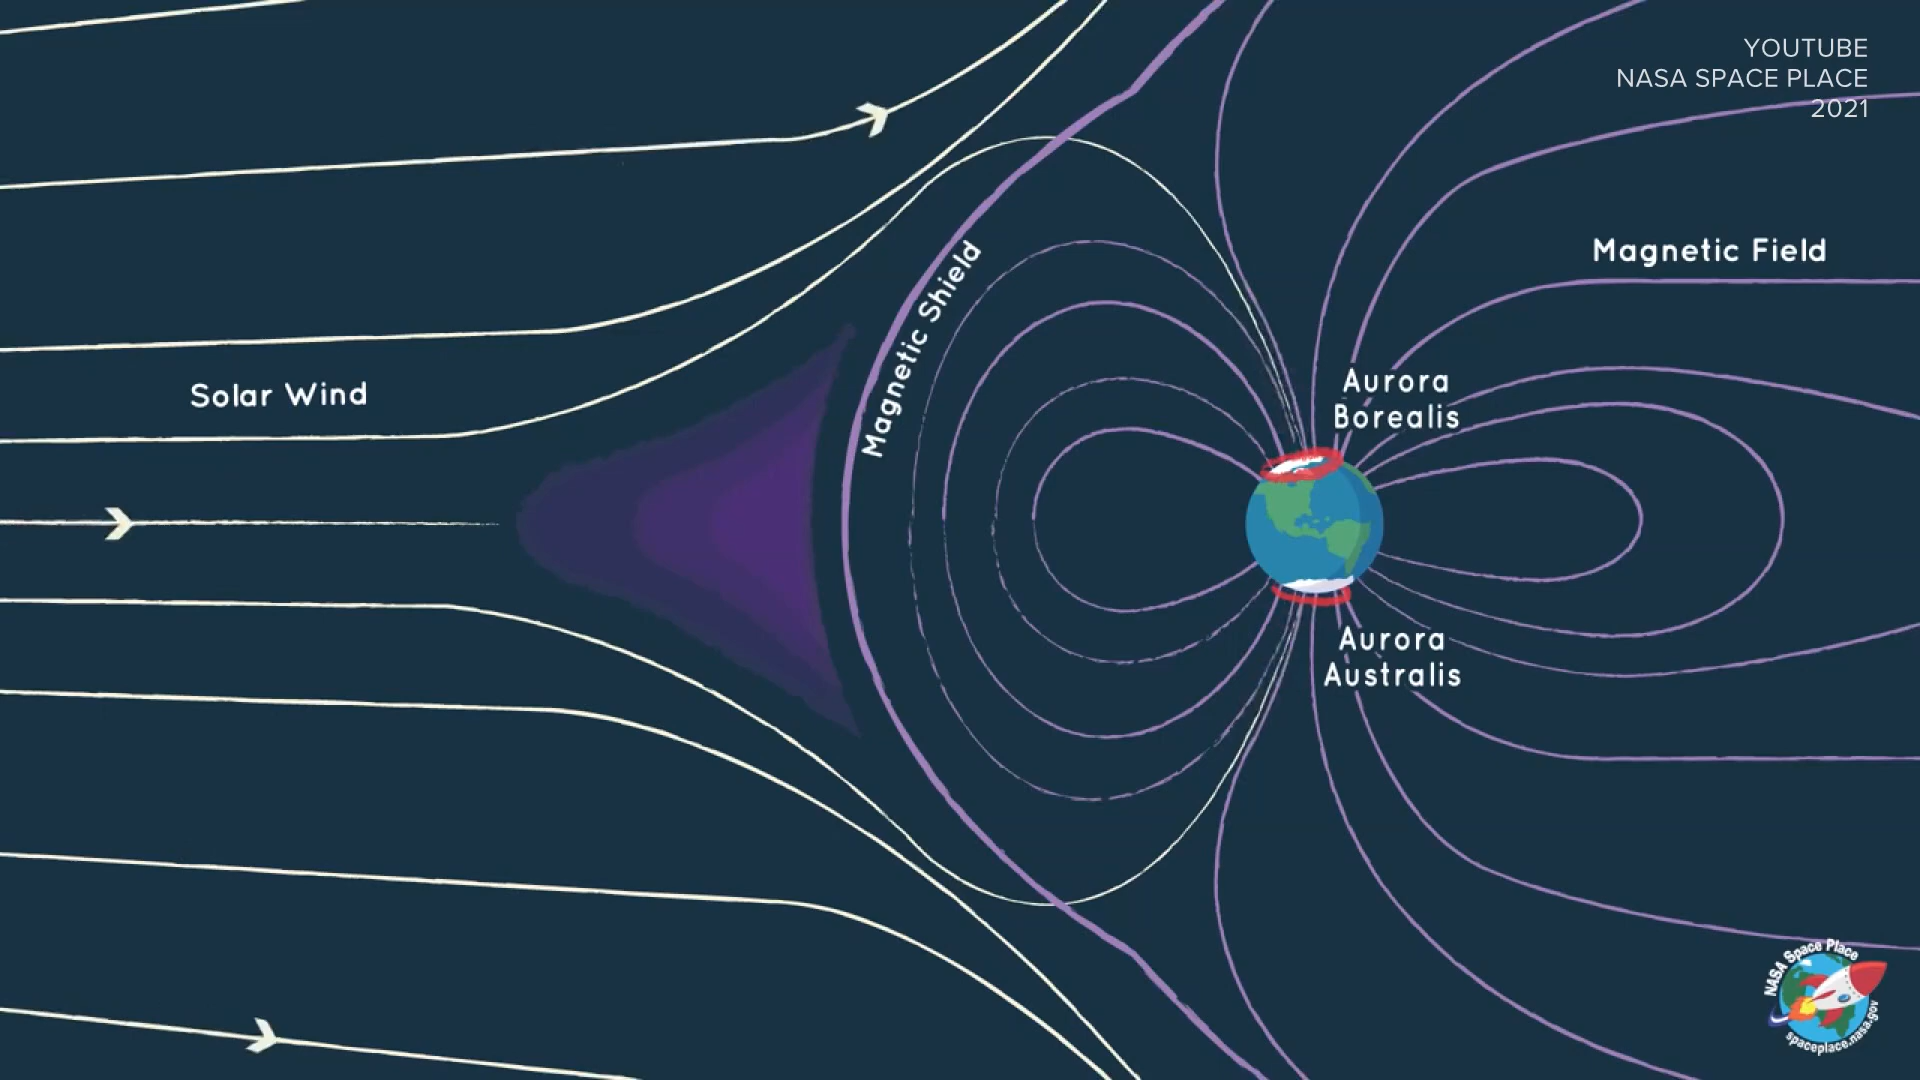 YOUTUBE
NASA SPACE PLACE
2021
Magnetic Field
Magnetic Shield
Solar Wind
Aurora
Borealis
Aurora
Australis
NASA Space Place
spaceplace.nasa.gov